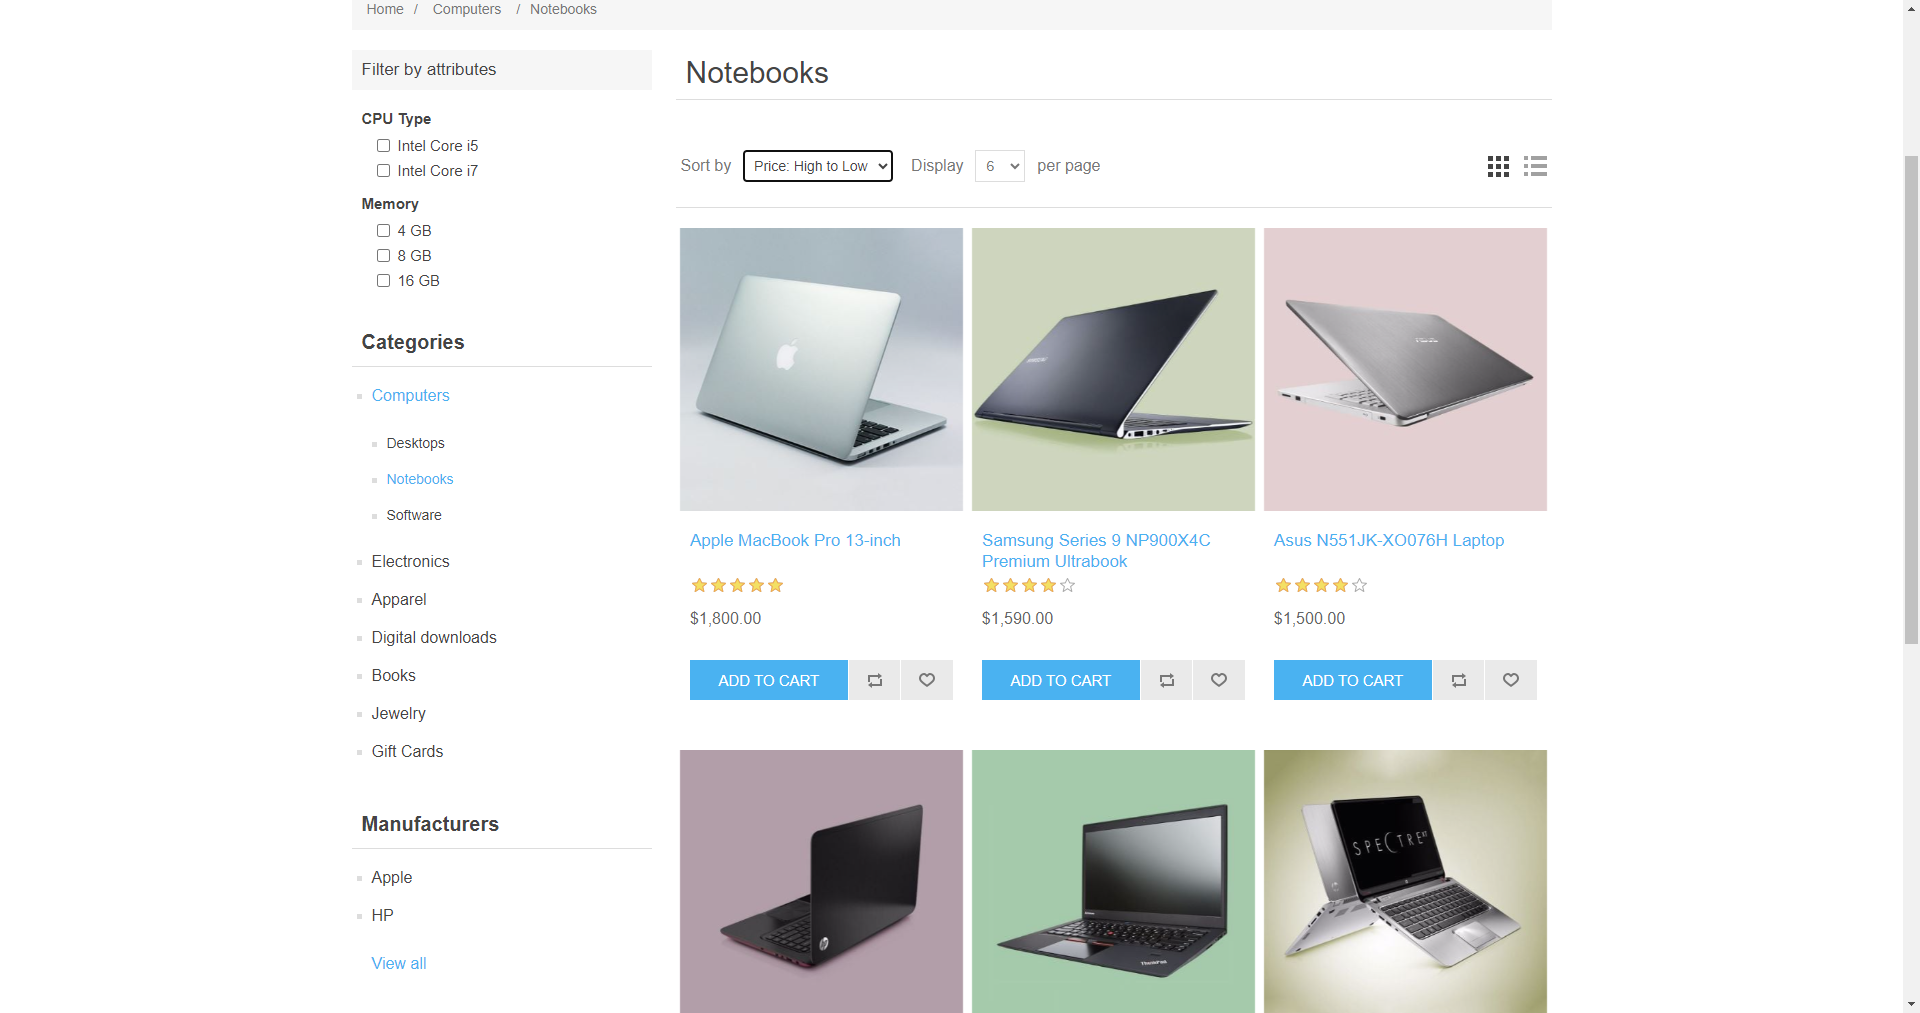 Home / Computers / Notebooks
Filter by attributes
CPU Type
Intel Core i5
Intel Core i7
Memory
4 GB
8 GB
16 GB
Categories
Computers
Desktops
Notebooks
Software
Electronics
Apparel
Digital downloads
Books
Jewelry
Gift Cards
Manufacturers
Apple
HP
View all
Notebooks
Sort by Price: High to Low Display 6 per page
Apple MacBook Pro 13-inch
$1,800.00
ADD TO CART
Samsung Series 9 NP900X4C
Premium Ultrabook
$1,590.00
ADD TO CART
ASUS
Asus N551JK-XO076H Laptop
$1,500.00
ADD TO CART
hp
ThinkPad
SPECTRE XT